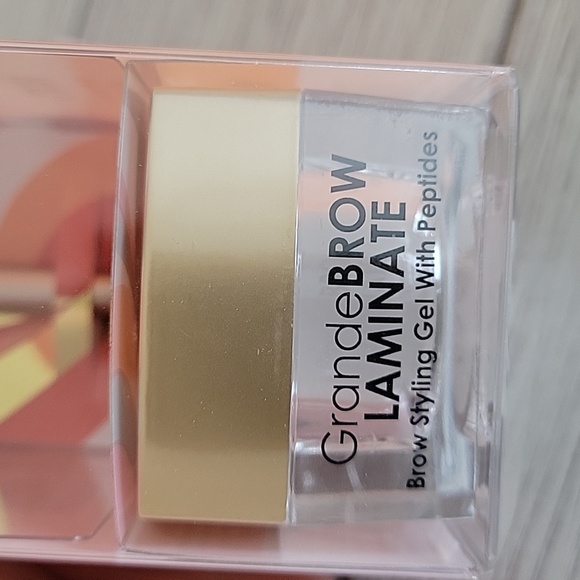 GrandeBROW
LAMINATE
Brow Styling Gel With Peptides